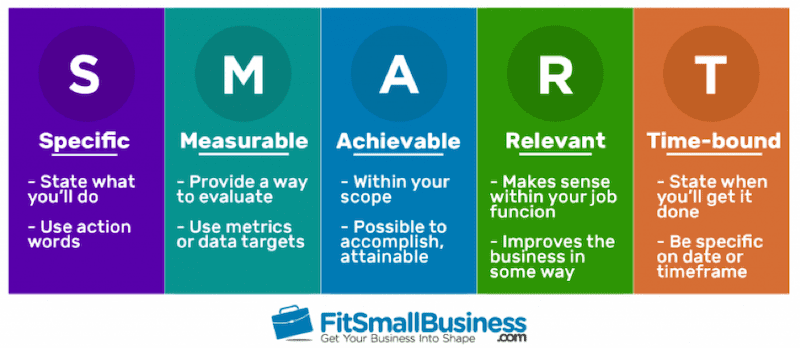 S
Specific
- State what
you'll do
- Use action
words
M
Measurable
- Provide a way
to evaluate
- Use metrics
or data targets
A
Achievable
- Within your
scope
- Possible to
accomplish,
attainable
R
Relevant
- Makes sense
within your job
funcion
- Improves the
business in
some way
T
Time-bound
- State when
you'll get it
done
- Be specific
on date or
timeframe
FitSmallBusiness
.com
Get Your Business Into Shape